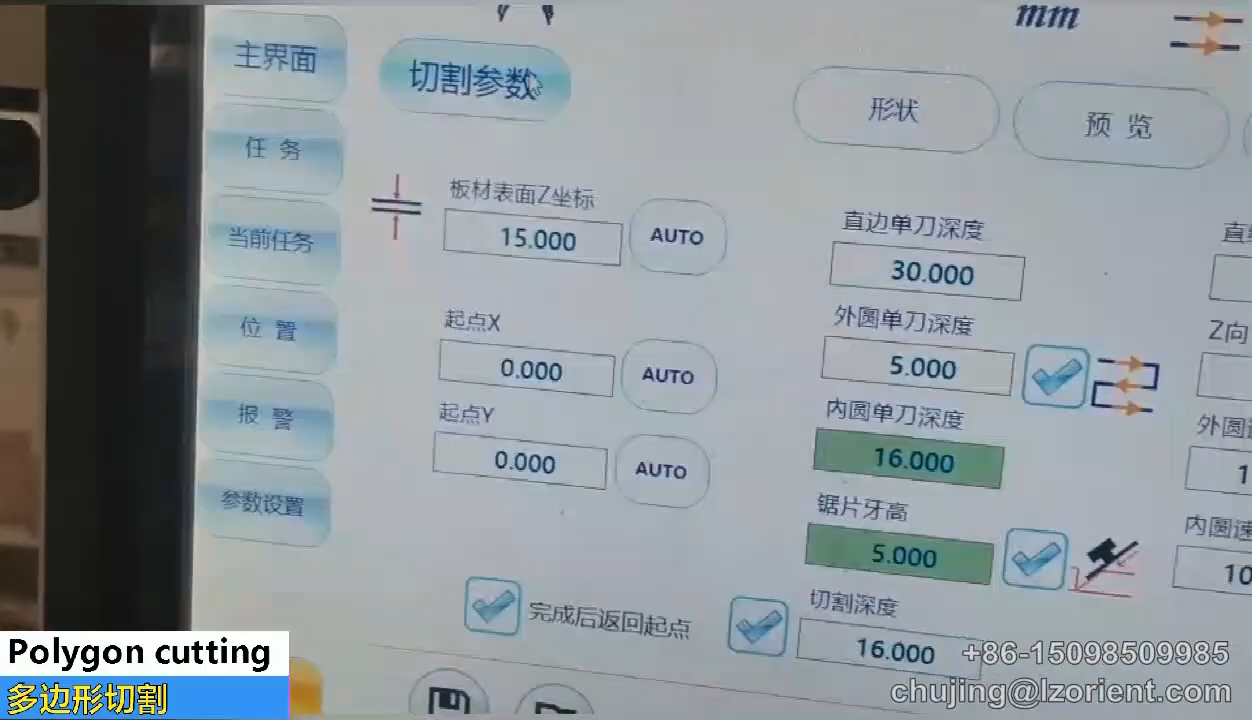 mm
主界面
切割参数
形状
预 览
任 务
板材表面Z坐标
15.000
AUTO
直边单刀深度
30.000
当前任务
外圆单刀深度
5.000
Z向
起点X
0.000
AUTO
位 置
内圆单刀深度
16.000
外圆
起点Y
0.000
AUTO
报 警
锯片牙高
5.000
内圆速
10
参数设置
完成后返回起点
切割深度
16.000
Polygon cutting
多边形切割
+86-15098509985
chujing@lzorient.com